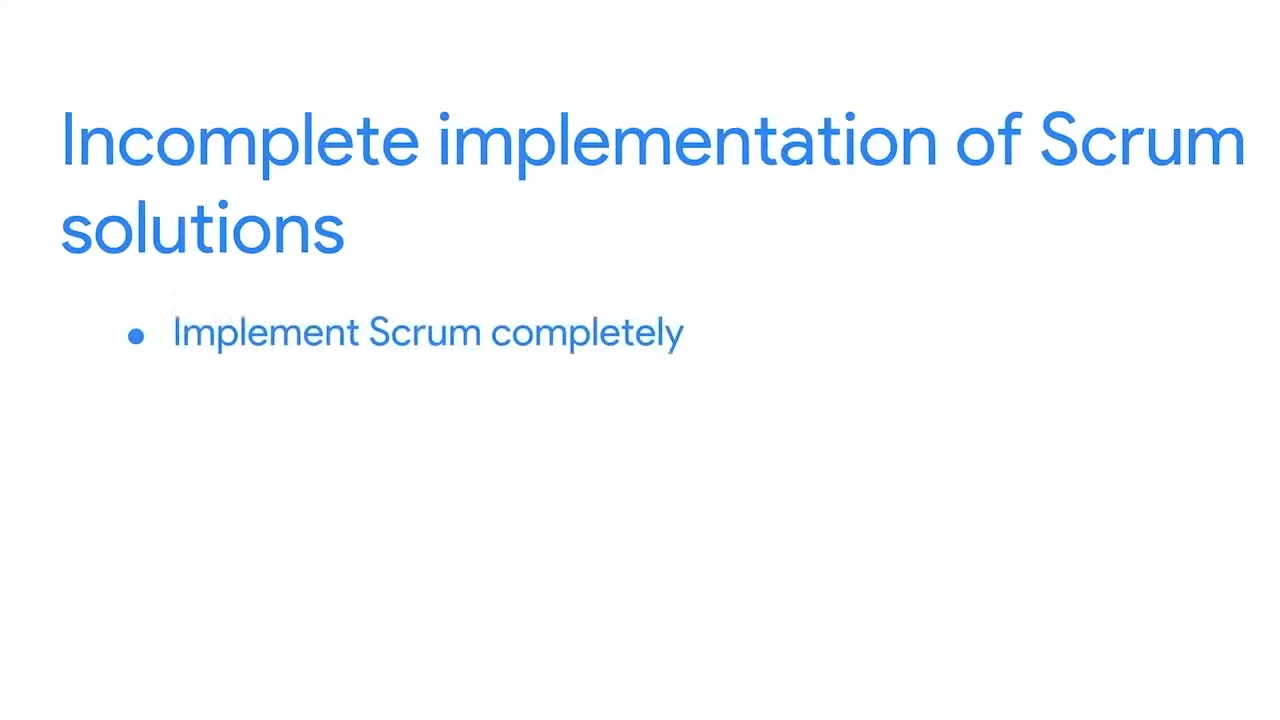 Incomplete implementation of Scrum
solutions
• Implement Scrum completely